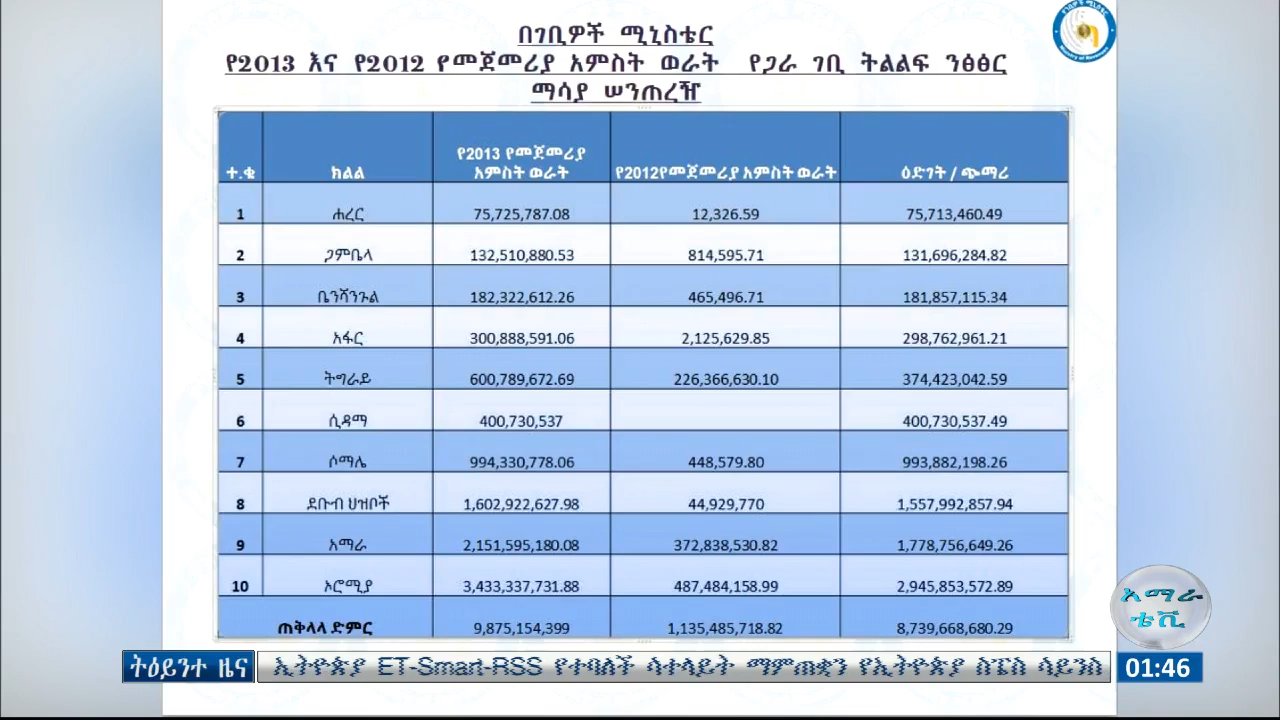 በገቢዎች ሚኒስቴር
የ2013 እና የ2012 የመጀመሪያ አምስት ወራት የጋራ ገቢ ትልልፍ ንፅፅር
ማሳያ ሠንጠረዥ
ተ.ቁ ክልል የ2013 የመጀመሪያ አምስት ወራት የ2012የመጀመሪያ አምስት ወራት ዕድገት / ጭማሪ
1 ሐረር 75,725,787.08 12,326.59 75,713,460.49
2 ጋምቤላ 132,510,880.53 814,595.71 131,696,284.82
3 ቤንሻንጉል 182,322,612.26 465,496.71 181,857,115.34
4 አፋር 300,888,591.06 2,125,629.85 298,762,961.21
5 ትግራይ 600,789,672.69 226,366,630.10 374,423,042.59
6 ሲዳማ 400,730,537 400,730,537.49
7 ሶማሌ 994,330,778.06 448,579.80 993,882,198.26
8 ደቡብ ህዝቦች 1,602,922,627.98 44,929,770 1,557,992,857.94
9 አማራ 2,151,595,180.08 372,838,530.82 1,778,756,649.26
10 ኦሮሚያ 3,433,337,731.88 487,484,158.99 2,945,853,572.89
ጠቅላላ ድምር 9,875,154,399 1,135,485,718.82 8,739,668,680.29
አማራ
ቴቪ
ትዕይንተ ዜና ኢትዮጵያ ET-Smart-RSS የተባለች ሳተላይት ማምጠቋን የኢትዮጵያ ስፔስ ሳይንስ 01:46